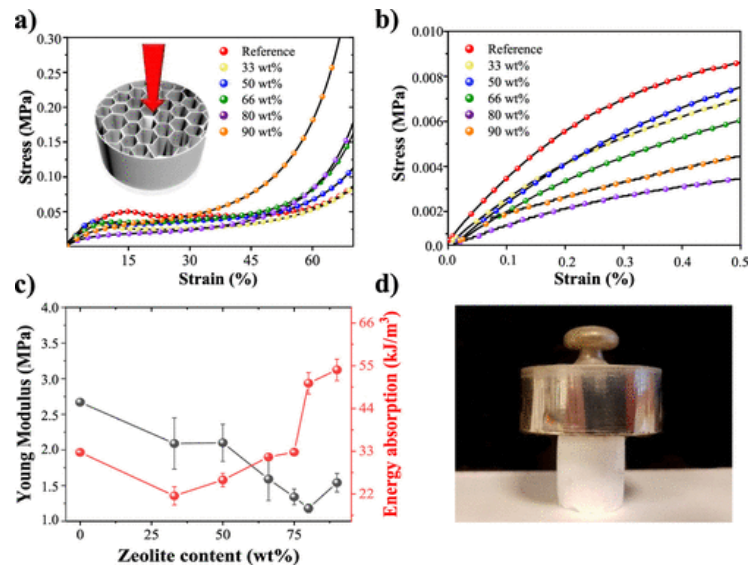 a)
0.30
0.25
0.20
0.15
0.10
0.05
Stress (MPa)
Reference
33 wt%
50 wt%
66 wt%
80 wt%
90 wt%
15 30 45 60
Strain (%)
b)
0.010
0.008
0.006
0.004
0.002
0.000
Stress (MPa)
Reference
33 wt%
50 wt%
66 wt%
80 wt%
90 wt%
0.0 0.1 0.2 0.3 0.4 0.5
Strain (%)
c)
4.0
3.5
3.0
2.5
2.0
1.5
1.0
Young Modulus (MPa)
66
55
44
33
22
Energy absorption (kJ/m³)
0 25 50 75
Zeolite content (wt%)
d)